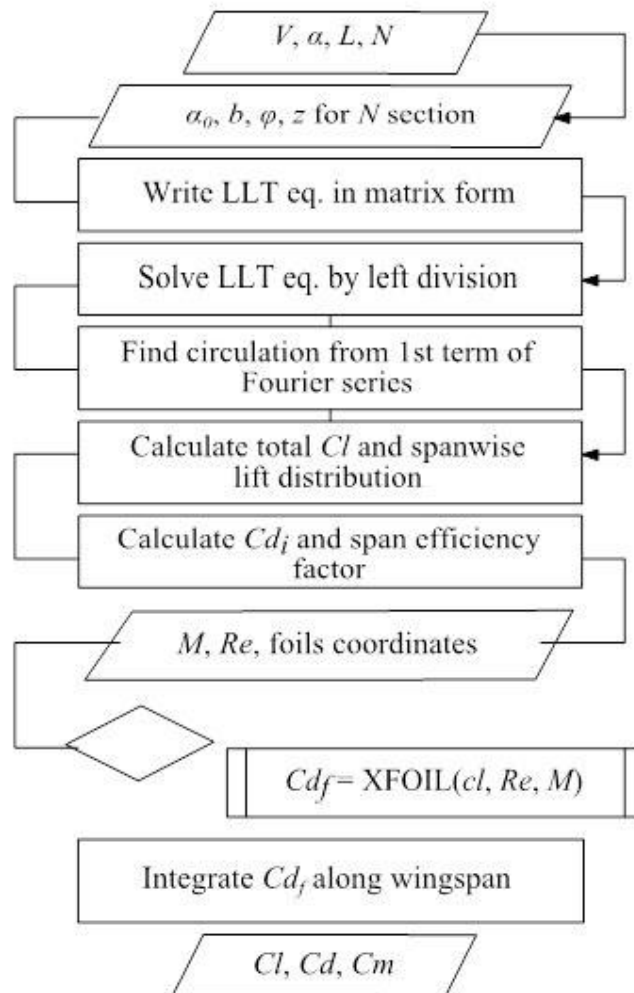 V, α, L, N
α₀, b, φ, z for N section
Write LLT eq. in matrix form
Solve LLT eq. by left division
Find circulation from 1st term of
Fourier series
Calculate total Cl and spanwise
lift distribution
Calculate Cdᵢ and span efficiency
factor
M, Re, foils coordinates
Cd_f = XFOIL(cl, Re, M)
Integrate Cd_f along wingspan
Cl, Cd, Cm